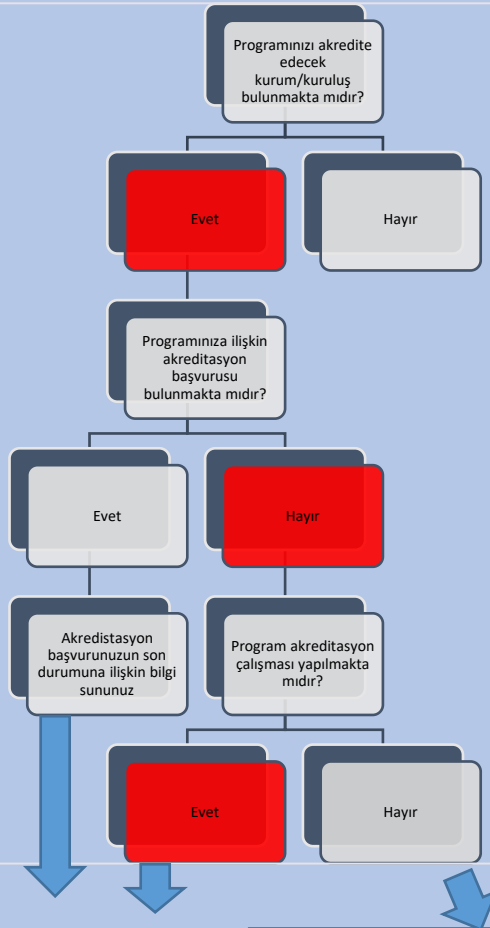 Programınızı akredite
edecek
kurum/kuruluş
bulunmakta mıdır?
Evet
Hayır
Programınıza ilişkin
akreditasyon
başvurusu
bulunmakta mıdır?
Evet
Hayır
Akredistasyon
başvurunuzun son
durumuna ilişkin bilgi
sununuz
Program akreditasyon
çalışması yapılmakta
mıdır?
Evet
Hayır